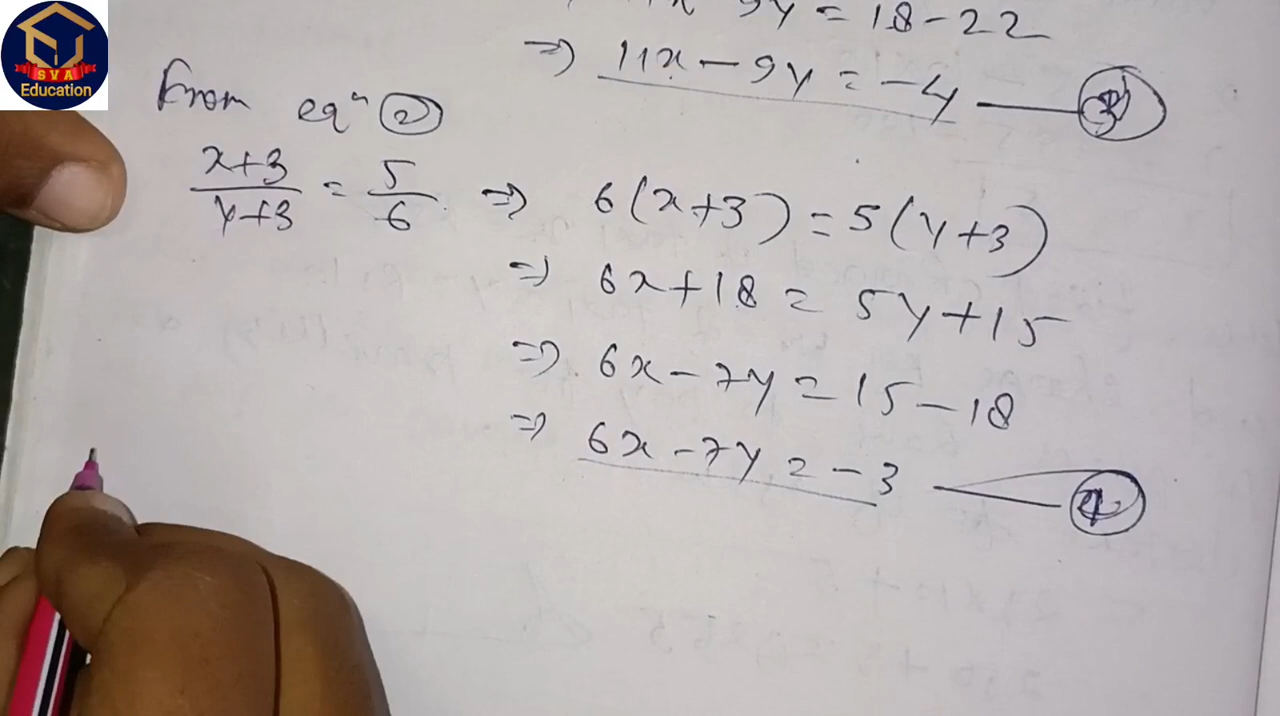 SVA
Education
x - 9y = 18 - 22
⇒ 11x - 9y = -4 — 3
From eqⁿ 2
x+3/y+3 = 5/6 ⇒ 6(x+3) = 5(y+3)
⇒ 6x+18 = 5y+15
⇒ 6x - 7y = 15 - 18
⇒ 6x - 7y = -3 — 4